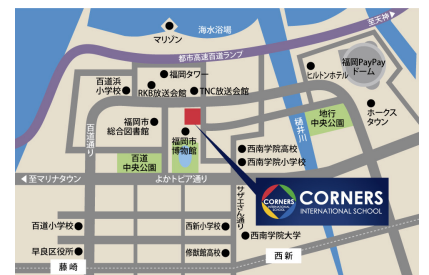 至天神▶
海水浴場
マリゾン
都市高速百道ランプ
福岡タワー
百道浜
小学校
RKB放送会館
TNC放送会館
ヒルトンホテル
福岡PayPay
ドーム
ホークス
タウン
福岡市
総合図書館
福岡市
博物館
百道通り
百道
中央公園
樋井川
地行
中央公園
西南学院高校
西南学院小学校
◀至マリナタウン
よかトピア通り
サザエさん通り
CORNERS
INTERNATIONAL SCHOOL
CORNERS
INTERNATIONAL SCHOOL
百道小学校
西新小学校
早良区役所
修猷館高校
西南学院大学
藤崎
西新